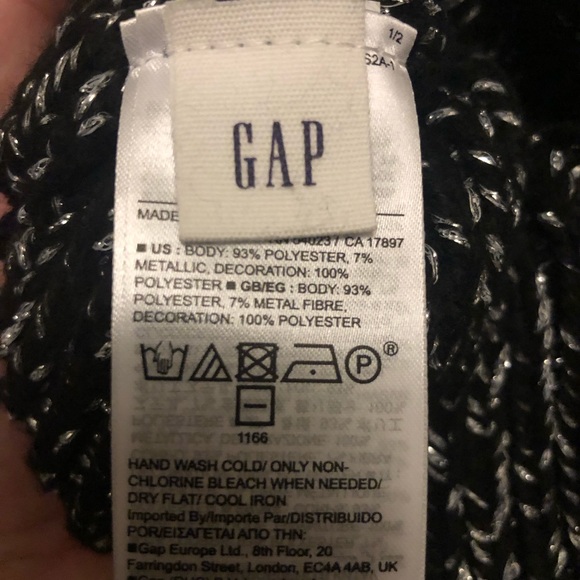 1/2
GAP
MADE
CA 17897
■ US : BODY: 93% POLYESTER, 7%
METALLIC, DECORATION: 100%
POLYESTER ■ GB/EG : BODY: 93%
POLYESTER, 7% METAL FIBRE,
DECORATION: 100% POLYESTER
P®
1166
HAND WASH COLD/ ONLY NON-
CHLORINE BLEACH WHEN NEEDED/
DRY FLAT/ COOL IRON
Imported By/Importe Par/DISTRIBUIDO
POR/ΕΙΣΑΓΕΤΑΙ ΑΠΟ ΤΗΝ:
■Gap Europe Ltd., 8th Floor, 20
Farringdon Street, London, EC4A 4AB, UK